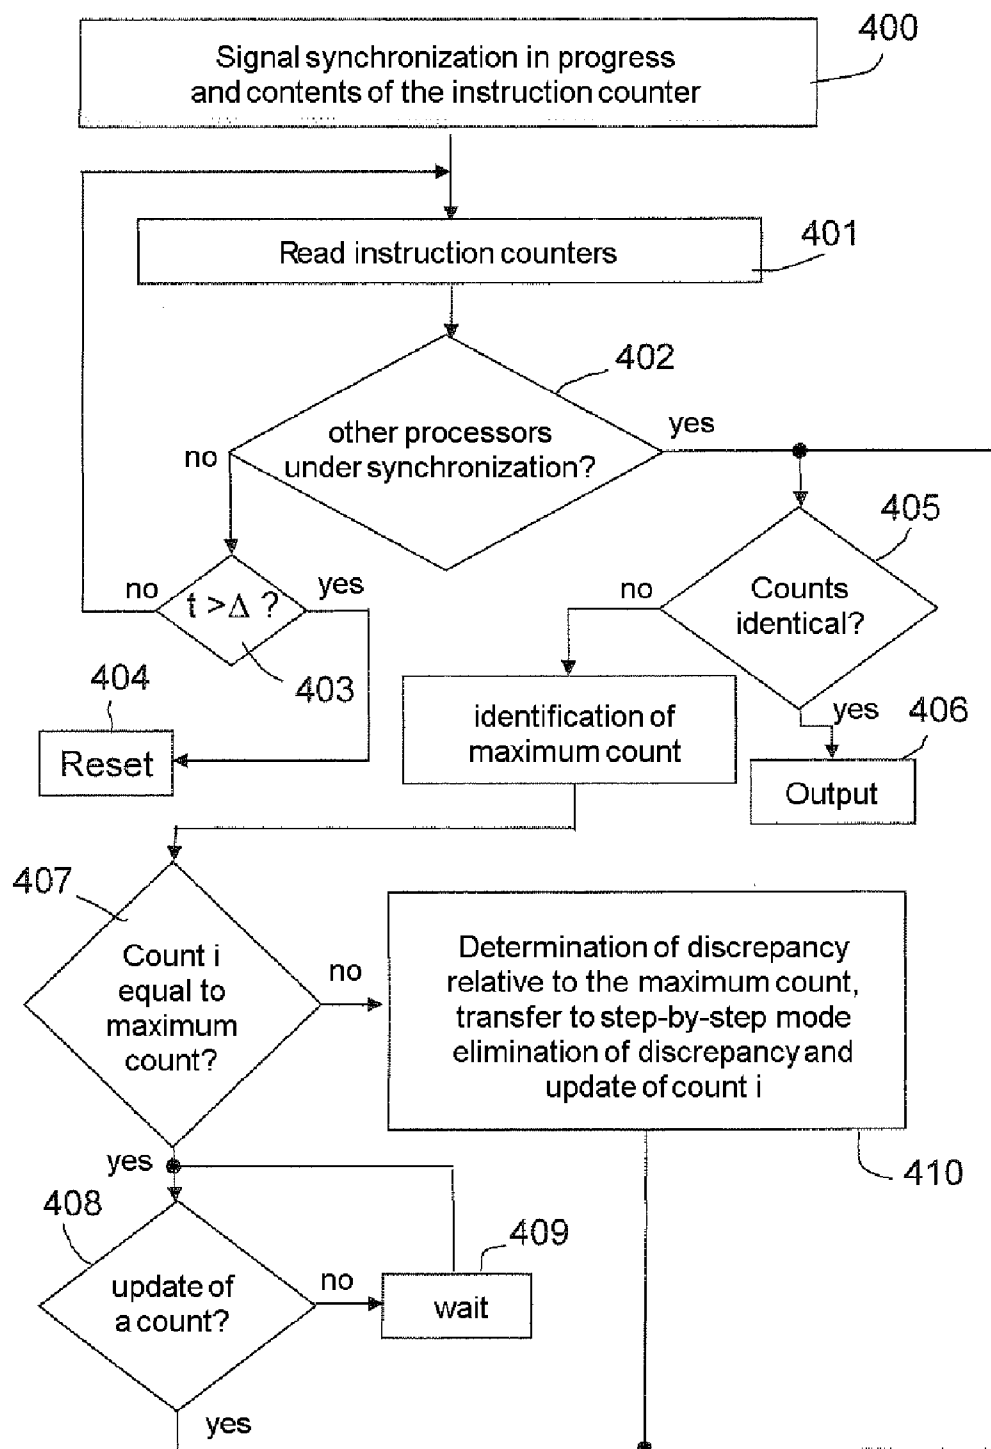 400
Signal synchronization in progress
and contents of the instruction counter
401
Read instruction counters
402
other processors
under synchronization?
yes
no
405
Counts
identical?
no
yes
no
t >Δ ?
yes
403
404
Reset
identification of
maximum count
406
Output
407
Count i
equal to
maximum
count?
no
Determination of discrepancy
relative to the maximum count,
transfer to step-by-step mode
elimination of discrepancy and
update of count i
410
yes
408
update of
a count?
no
409
wait
yes